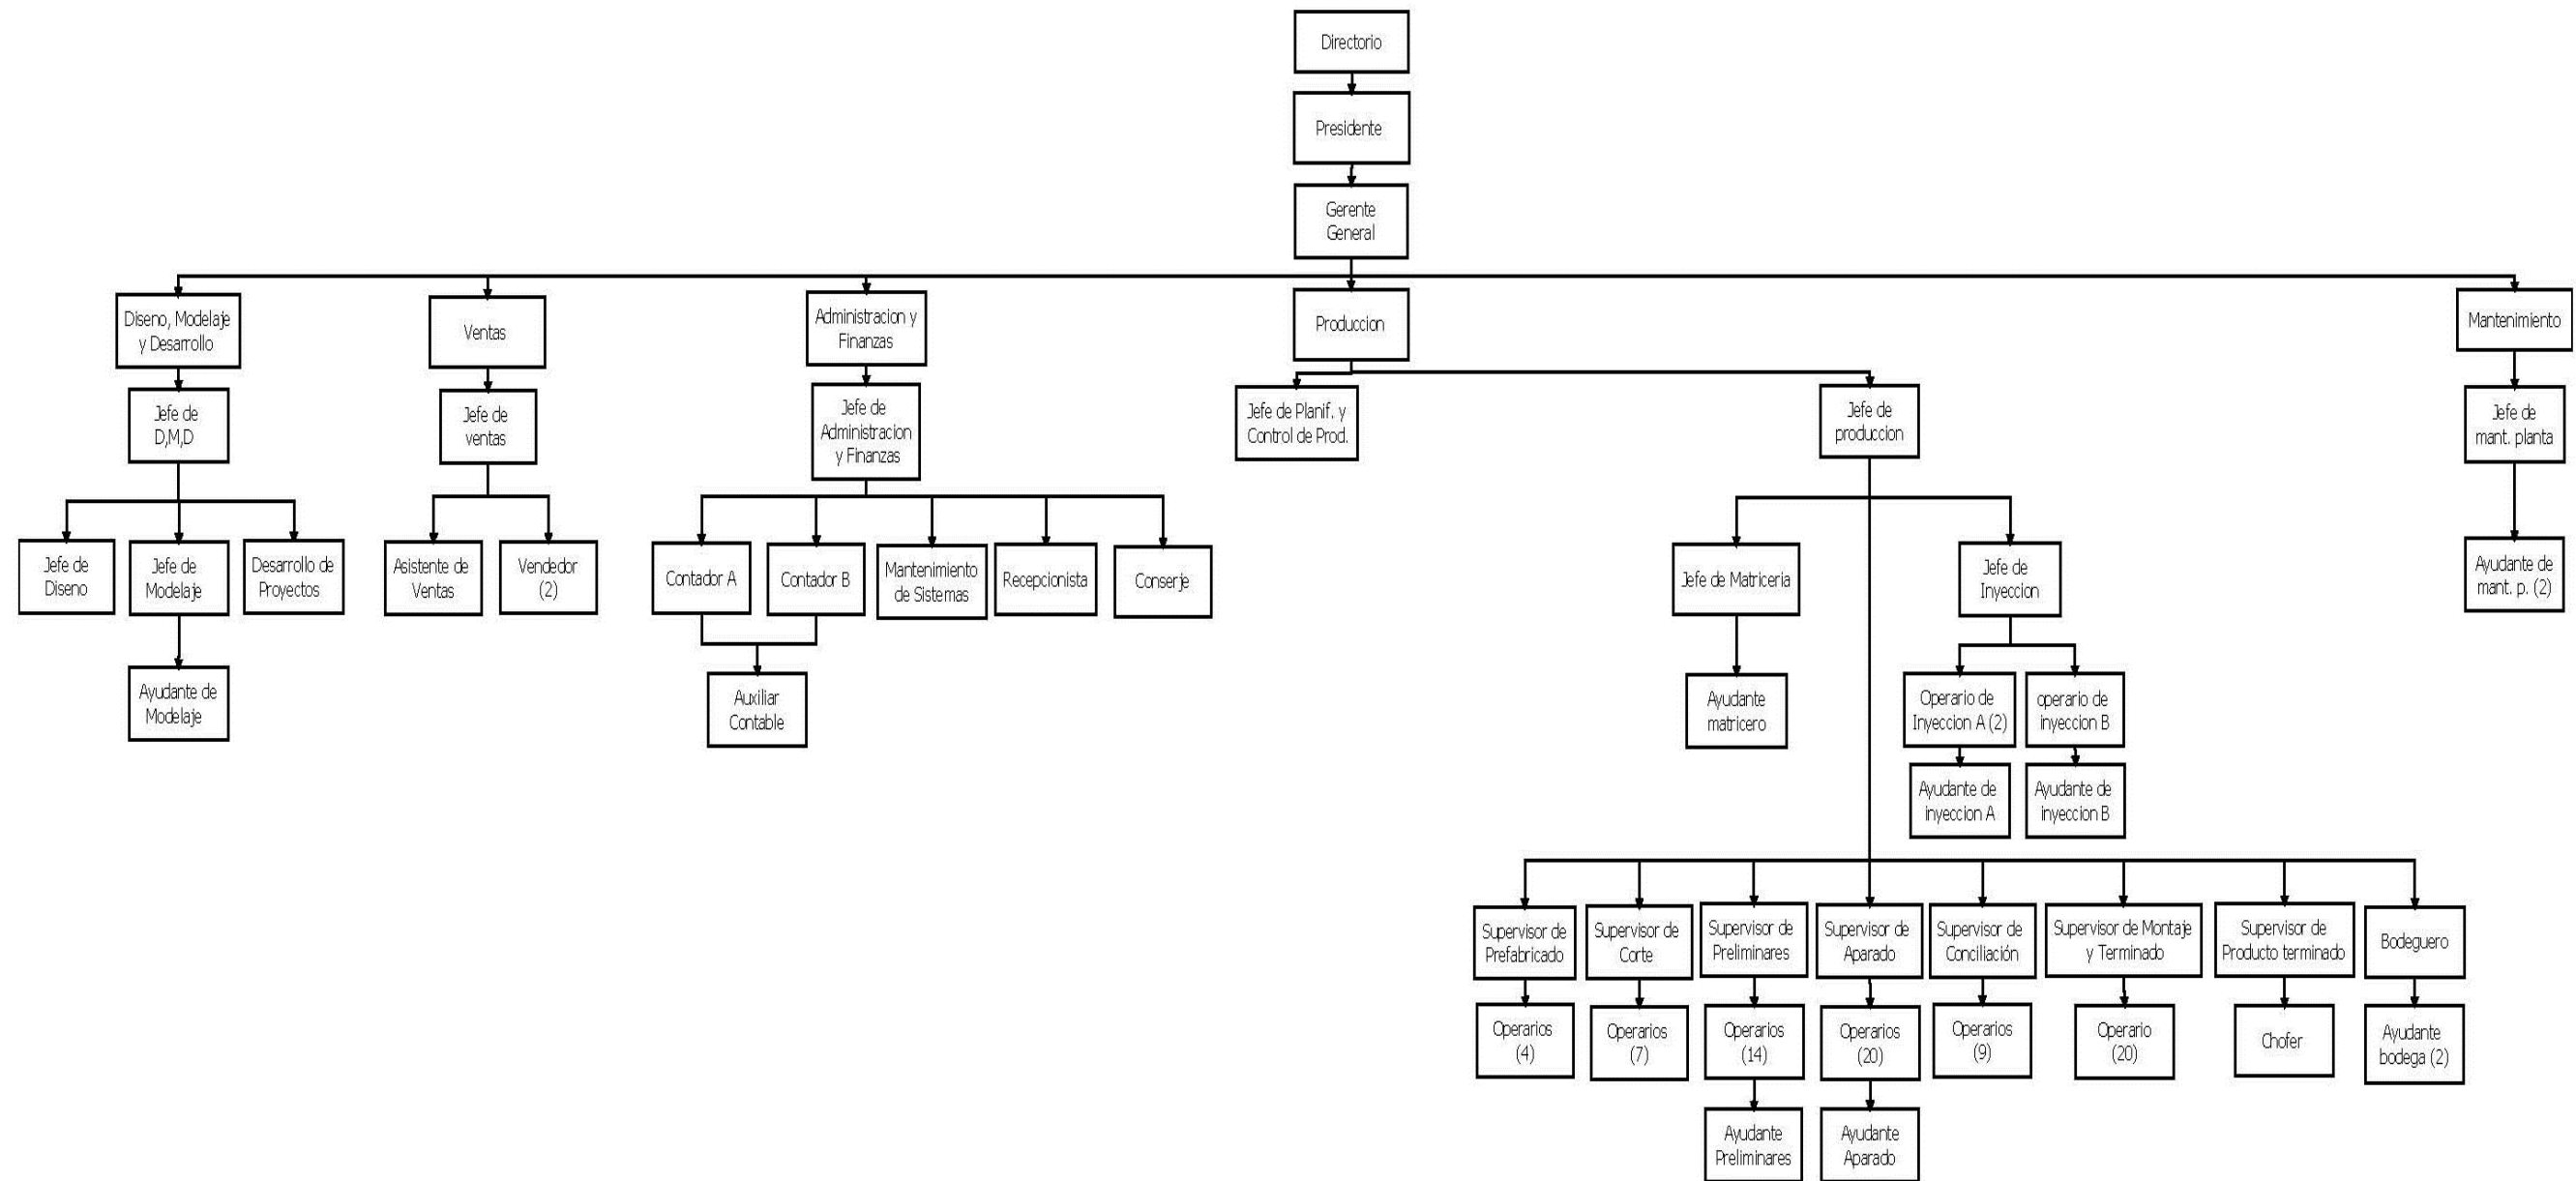 Directorio
Presidente
Gerente
General
Diseno, Modelaje
y Desarrollo
Ventas
Administracion y
Finanzas
Produccion
Mantenimiento
Jefe de
D,M,D
Jefe de
ventas
Jefe de
Administracion
y Finanzas
Jefe de Planif. y
Control de Prod.
Jefe de
produccion
Jefe de
mant. planta
Jefe de
Diseno
Jefe de
Modelaje
Desarrollo de
Proyectos
Asistente de
Ventas
Vendedor
(2)
Contador A
Contador B
Mantenimiento
de Sistemas
Recepcionista
Conserje
Jefe de Matriceria
Jefe de
Inyeccion
Ayudante de
mant. p. (2)
Ayudante de
Modelaje
Auxiliar
Contable
Ayudante
matricero
Operario de
Inyeccion A (2)
operario de
inyeccion B
Ayudante de
inyeccion A
Ayudante de
inyeccion B
Supervisor de
Prefabricado
Supervisor de
Corte
Supervisor de
Preliminares
Supervisor de
Aparado
Supervisor de
Conciliación
Supervisor de Montaje
y Terminado
Supervisor de
Producto terminado
Bodeguero
Operarios
(4)
Operarios
(7)
Operarios
(14)
Operarios
(20)
Operarios
(9)
Operario
(20)
Chofer
Ayudante
bodega (2)
Ayudante
Preliminares
Ayudante
Aparado